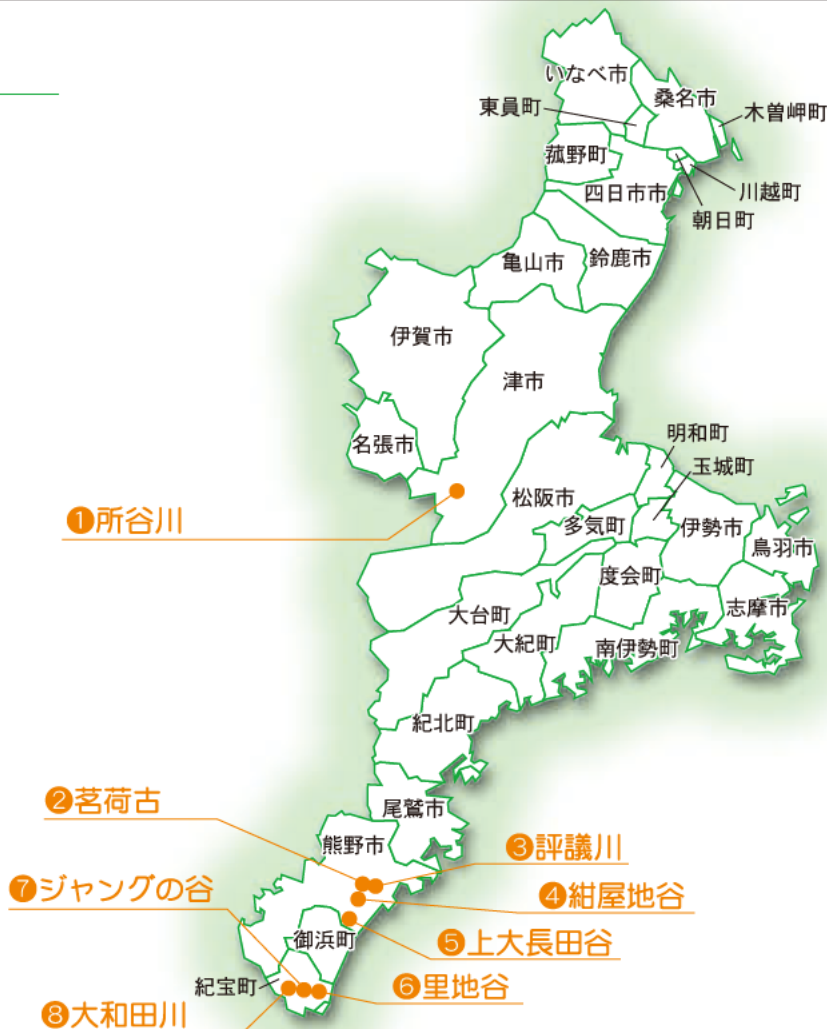 いなべ市
桑名市
東員町
木曽岬町
菰野町
川越町
四日市市
朝日町
亀山市
鈴鹿市
伊賀市
津市
名張市
明和町
玉城町
松阪市
❶所谷川
多気町
伊勢市
鳥羽市
度会町
大台町
志摩市
大紀町
南伊勢町
紀北町
❷茗荷古
尾鷲市
熊野市
❸評議川
❼ジャングの谷
❹紺屋地谷
御浜町
❺上大長田谷
紀宝町
❻里地谷
❽大和田川